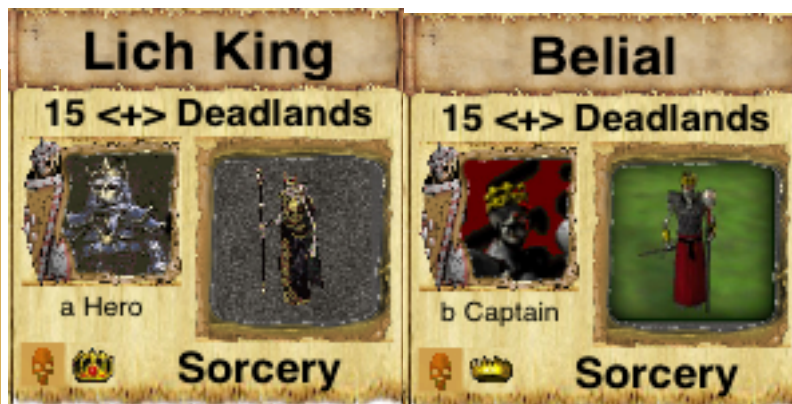 Lich King
15 <+> Deadlands
a Hero
Sorcery
Belial
15 <+> Deadlands
b Captain
Sorcery